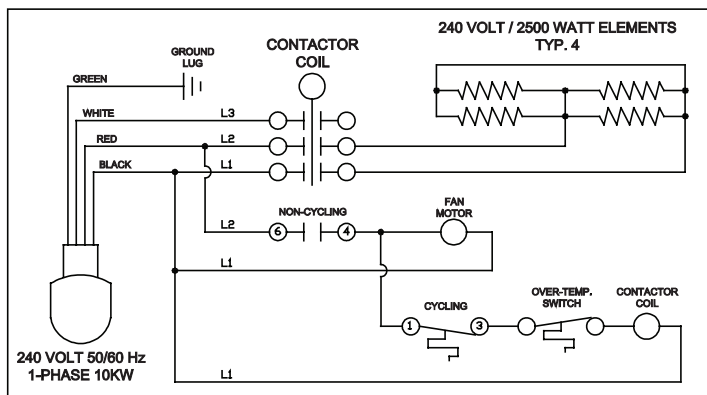 240 VOLT / 2500 WATT ELEMENTS
TYP. 4
GROUND
LUG
CONTACTOR
COIL
GREEN
WHITE
L3
RED
L2
BLACK
L1
NON-CYCLING
FAN
MOTOR
L2
6
4
L1
CYCLING
OVER-TEMP.
SWITCH
CONTACTOR
COIL
1
3
240 VOLT 50/60 Hz
1-PHASE 10KW
L1